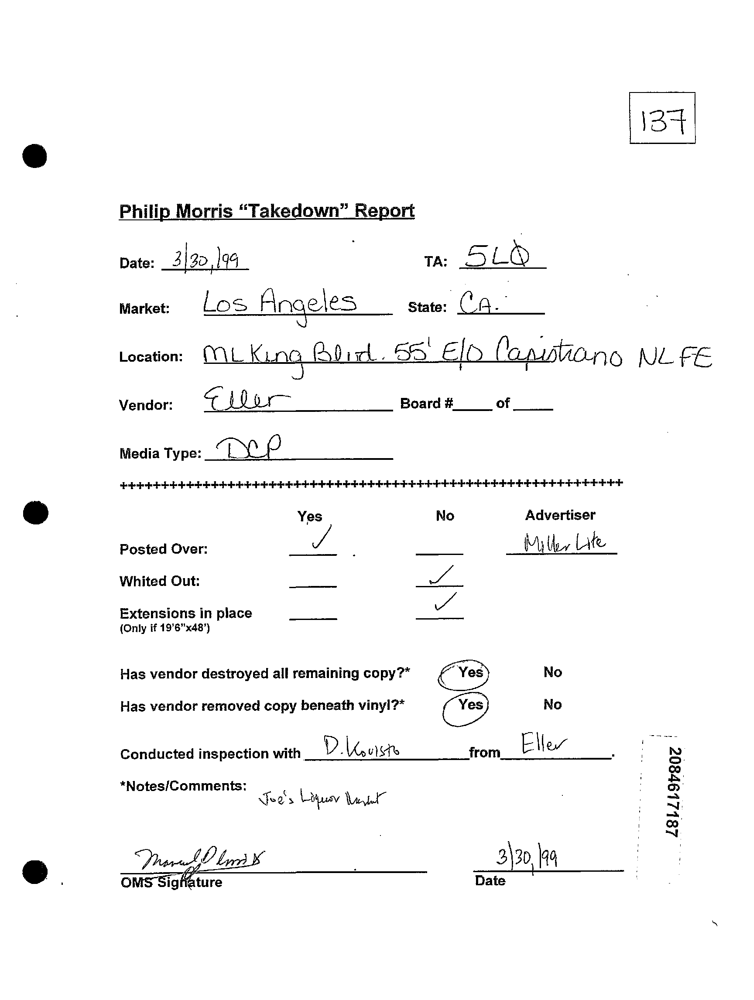 137
Philip Morris “Takedown” Report
Date: 3/30/99 TA: 5LO
Market: Los Angeles State: CA.
Location: ML King Blvd. 55' E/O Capistrano NL FE
Vendor: Eller Board # of
Media Type: DCP
++++++++++++++++++++++++++++++++++++++++++++++++++++++++++++++
Yes No Advertiser
Posted Over: ✓ Miller Lite
Whited Out: ✓
Extensions in place ✓
(Only if 19'6"x48')
Has vendor destroyed all remaining copy?* Yes No
Has vendor removed copy beneath vinyl?* Yes No
Conducted inspection with D. Kovisto from Eller .
*Notes/Comments:
Joe's Liquor Market
3/30/99
OMS Signature Date
2084617187